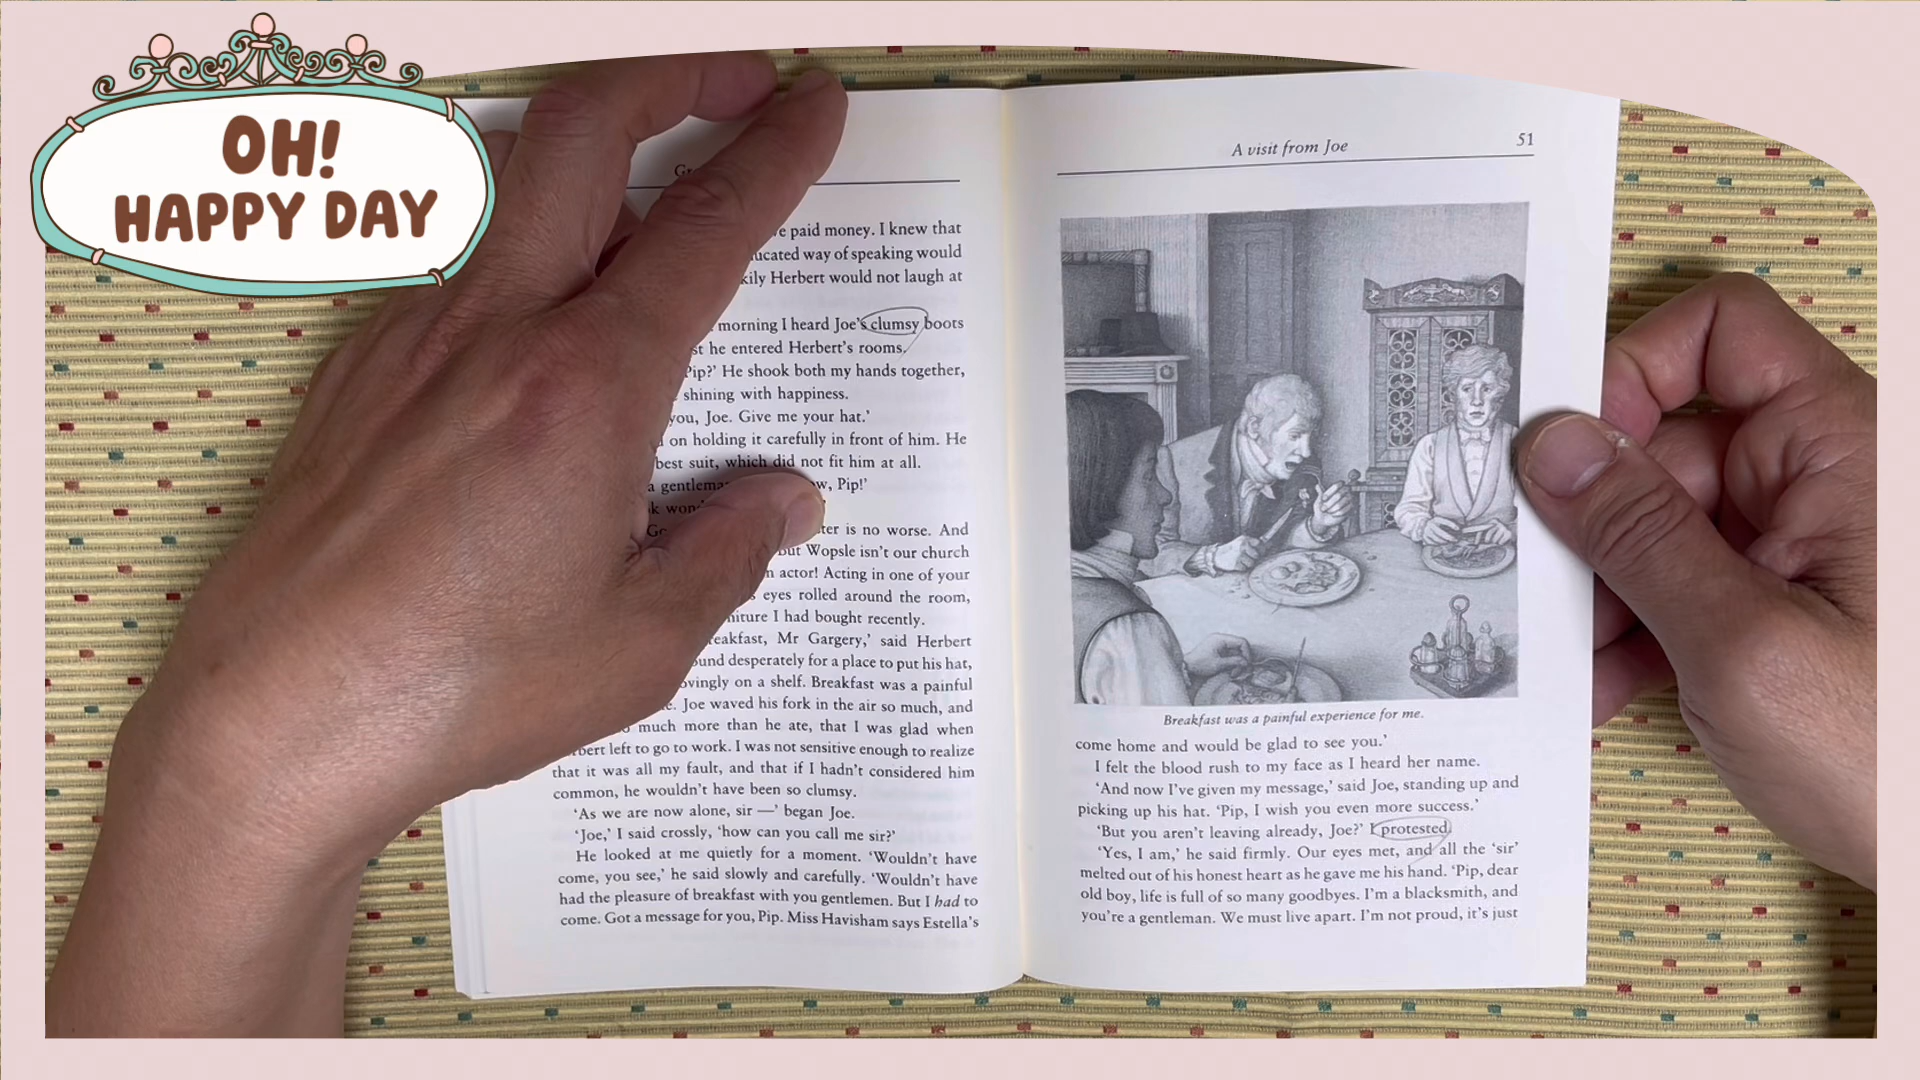 OH!
HAPPY DAY
paid money. I knew that
way of speaking would
Herbert would not laugh at
morning I heard Joe's clumsy boots
he entered Herbert's rooms.
Pip?' He shook both my hands together,
shining with happiness.
you, Joe. Give me your hat.'
on holding it carefully in front of him. He
best suit, which did not fit him at all.
a Pip!'
is no worse. And
but Wopsle isn't our church
actor! Acting in one of your
eyes rolled around the room,
I had bought recently.
Mr Gargery,' said Herbert
desperately for a place to put his hat,
on a shelf. Breakfast was a painful
Joe waved his fork in the air so much, and
much more than he ate, that I was glad when
left to go to work. I was not sensitive enough to realize
that it was all my fault, and that if I hadn't considered him
common, he wouldn't have been so clumsy.
'As we are now alone, sir —' began Joe.
'Joe,' I said crossly, 'how can you call me sir?'
He looked at me quietly for a moment. 'Wouldn't have
come, you see,' he said slowly and carefully. 'Wouldn't have
had the pleasure of breakfast with you gentlemen. But I had to
come. Got a message for you, Pip. Miss Havisham says Estella's
A visit from Joe 51
Breakfast was a painful experience for me.
come home and would be glad to see you.'
I felt the blood rush to my face as I heard her name.
'And now I've given my message,' said Joe, standing up and
picking up his hat. 'Pip, I wish you even more success.'
'But you aren't leaving already, Joe?' I protested.
'Yes, I am,' he said firmly. Our eyes met, and all the 'sir'
melted out of his honest heart as he gave me his hand. 'Pip, dear
old boy, life is full of so many goodbyes. I'm a blacksmith, and
you're a gentleman. We must live apart. I'm not proud, it's just